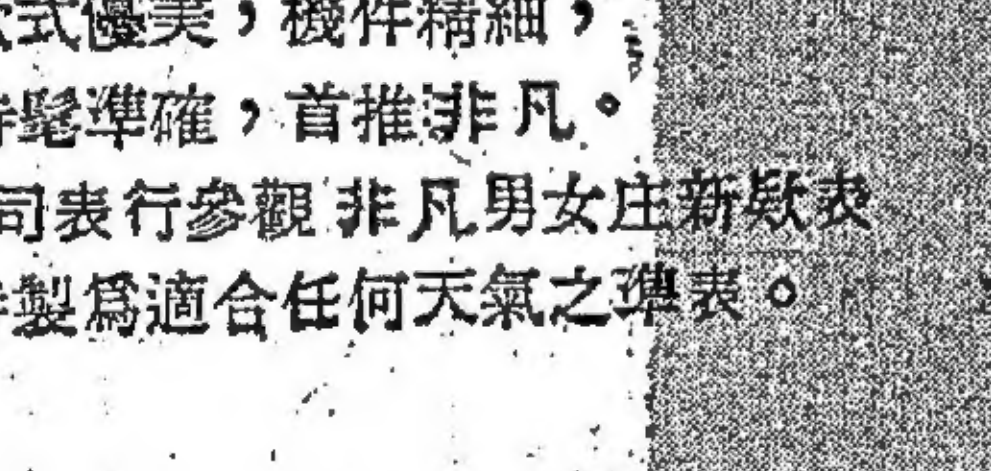 式優美，機件精細，
髦準確，首推非凡。
司表行參觀非凡男女庄新欵表
製爲適合任何天氣之準表。